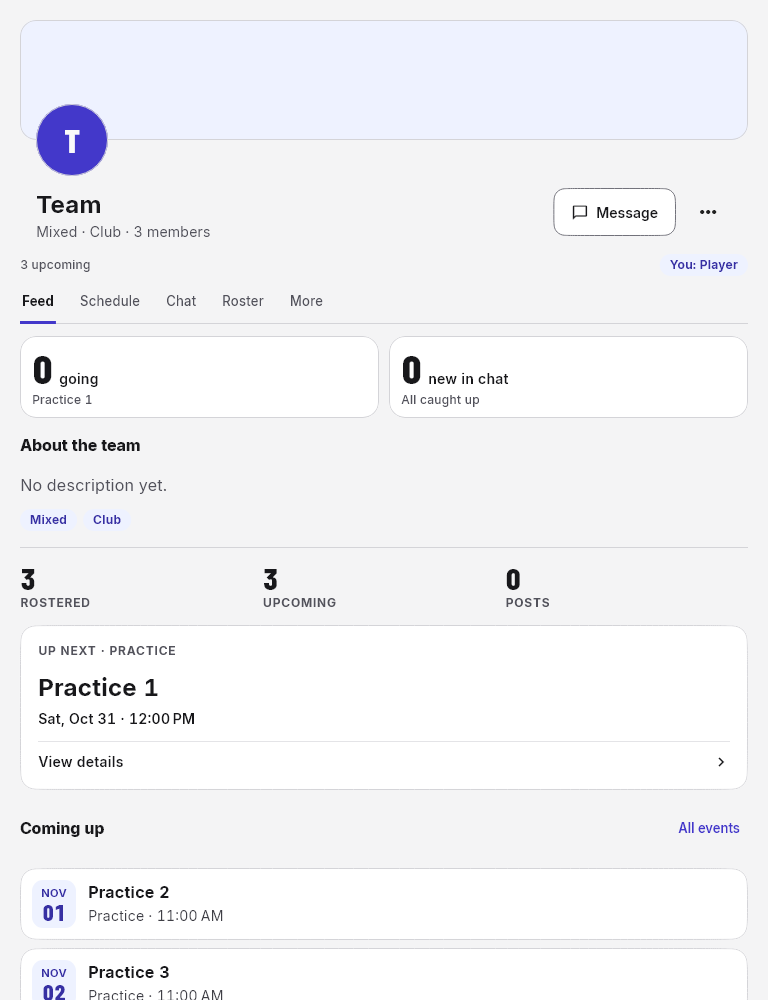 T
Team
Mixed · Club · 3 members
Message
3 upcoming
You: Player
Feed Schedule Chat Roster More
0 going
Practice 1
0 new in chat
All caught up
About the team
No description yet.
Mixed Club
3
ROSTERED
3
UPCOMING
0
POSTS
UP NEXT · PRACTICE
Practice 1
Sat, Oct 31 · 12:00 PM
View details
Coming up
All events
NOV
01
Practice 2
Practice · 11:00 AM
NOV
02
Practice 3
Practice · 11:00 AM